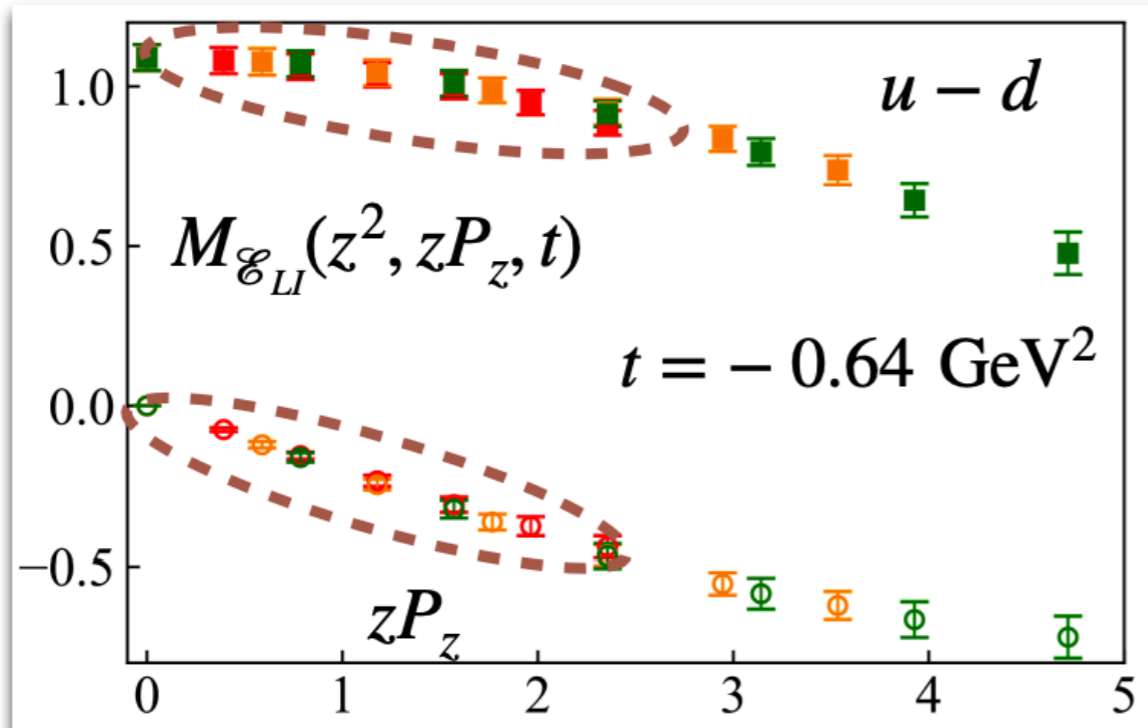 1.0
u − d
0.5
M_{ℰ_{LI}}(z², zP_z, t)
t = − 0.64 GeV²
0.0
−0.5
zP_z
0 1 2 3 4 5